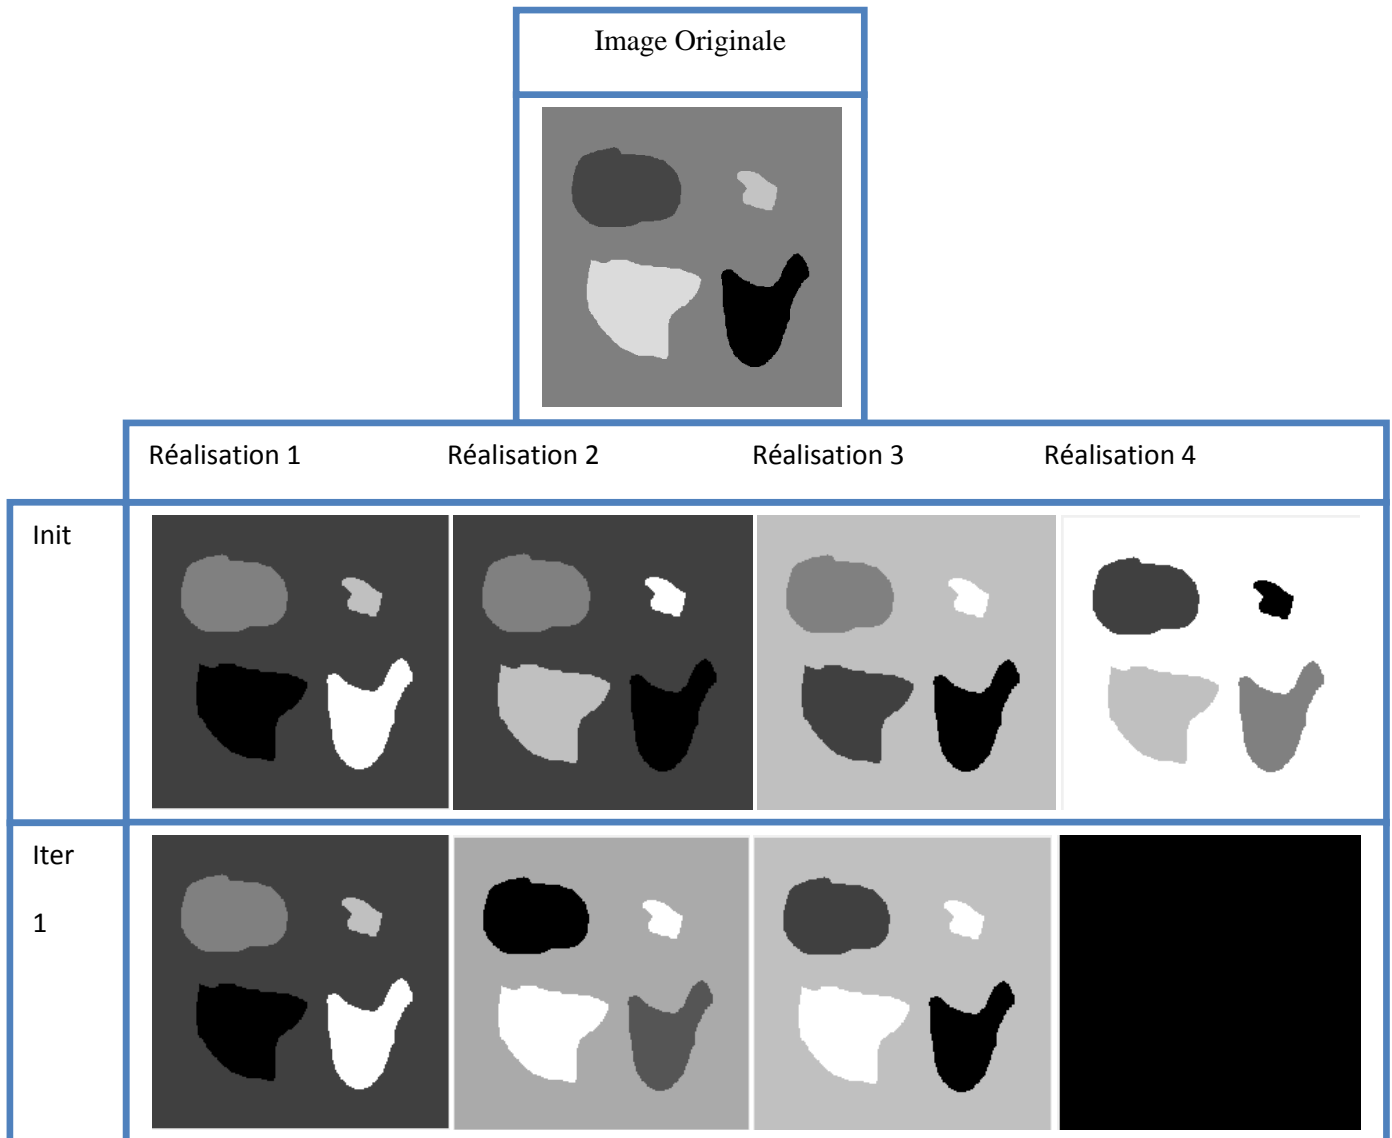 Image Originale
Réalisation 1 Réalisation 2 Réalisation 3 Réalisation 4
Init
Iter
1